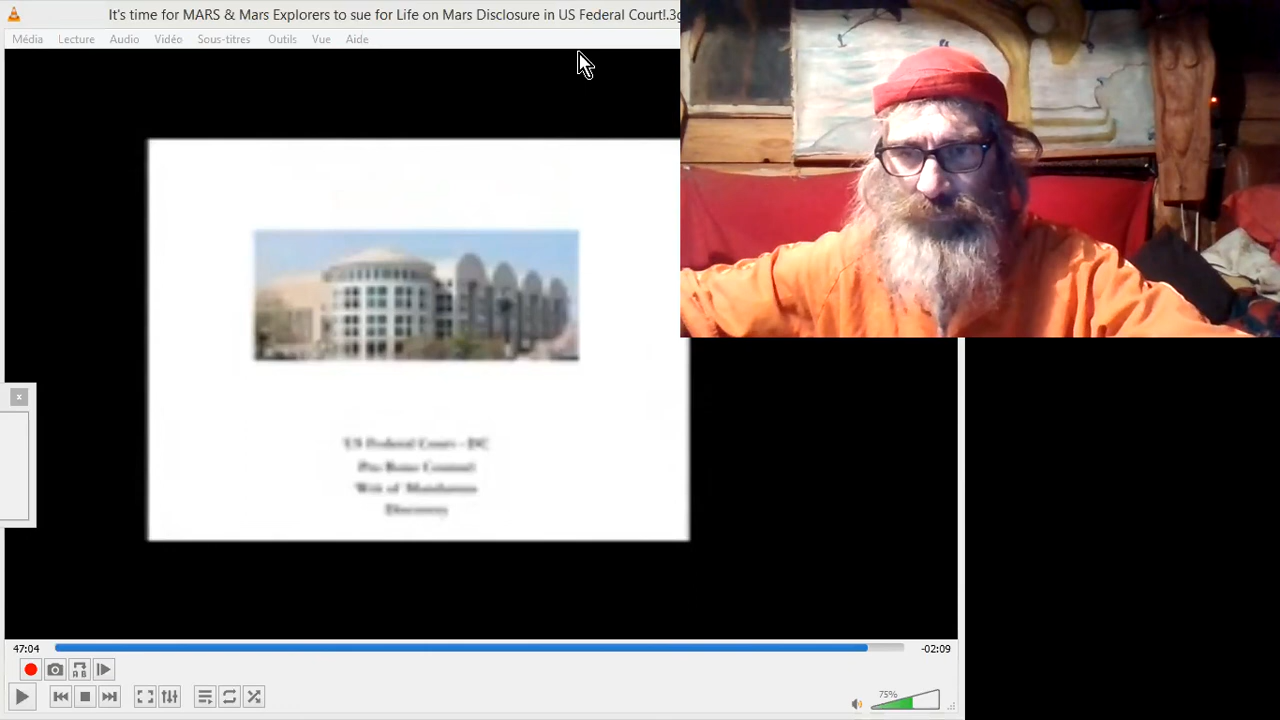 It's time for MARS & Mars Explorers to sue for Life on Mars Disclosure in US Federal Court!.3g
Média Lecture Audio Vidéo Sous-titres Outils Vue Aide
x
US Federal Court - DC
Pro Bono Counsel
Writ of Mandamus
Discovery
47:04 -02:09
A B
75%